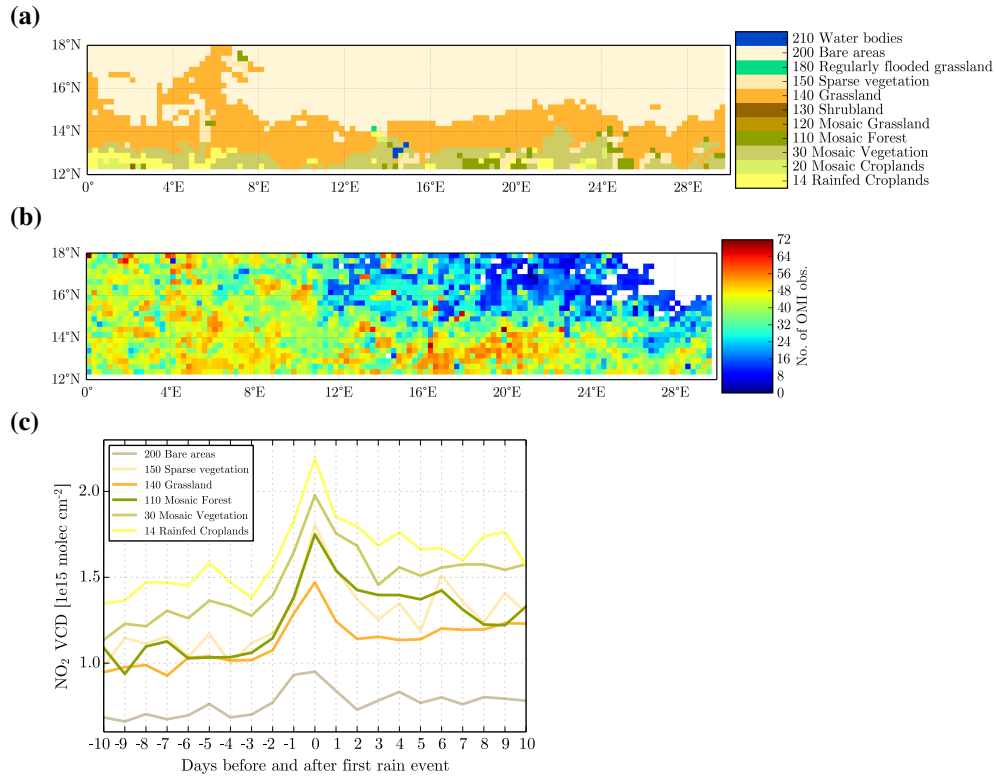 (a)
18°N
16°N
14°N
12°N
0° 4°E 8°E 12°E 16°E 20°E 24°E 28°E
210 Water bodies
200 Bare areas
180 Regularly flooded grassland
150 Sparse vegetation
140 Grassland
130 Shrubland
120 Mosaic Grassland
110 Mosaic Forest
30 Mosaic Vegetation
20 Mosaic Croplands
14 Rainfed Croplands
(b)
18°N
16°N
14°N
12°N
0° 4°E 8°E 12°E 16°E 20°E 24°E 28°E
72
64
56
48
40
32
24
16
8
0
No. of OMI obs.
(c)
NO₂ VCD [1e15 molec cm⁻²]
2.0
1.5
1.0
200 Bare areas
150 Sparse vegetation
140 Grassland
110 Mosaic Forest
30 Mosaic Vegetation
14 Rainfed Croplands
-10 -9 -8 -7 -6 -5 -4 -3 -2 -1 0 1 2 3 4 5 6 7 8 9 10
Days before and after first rain event